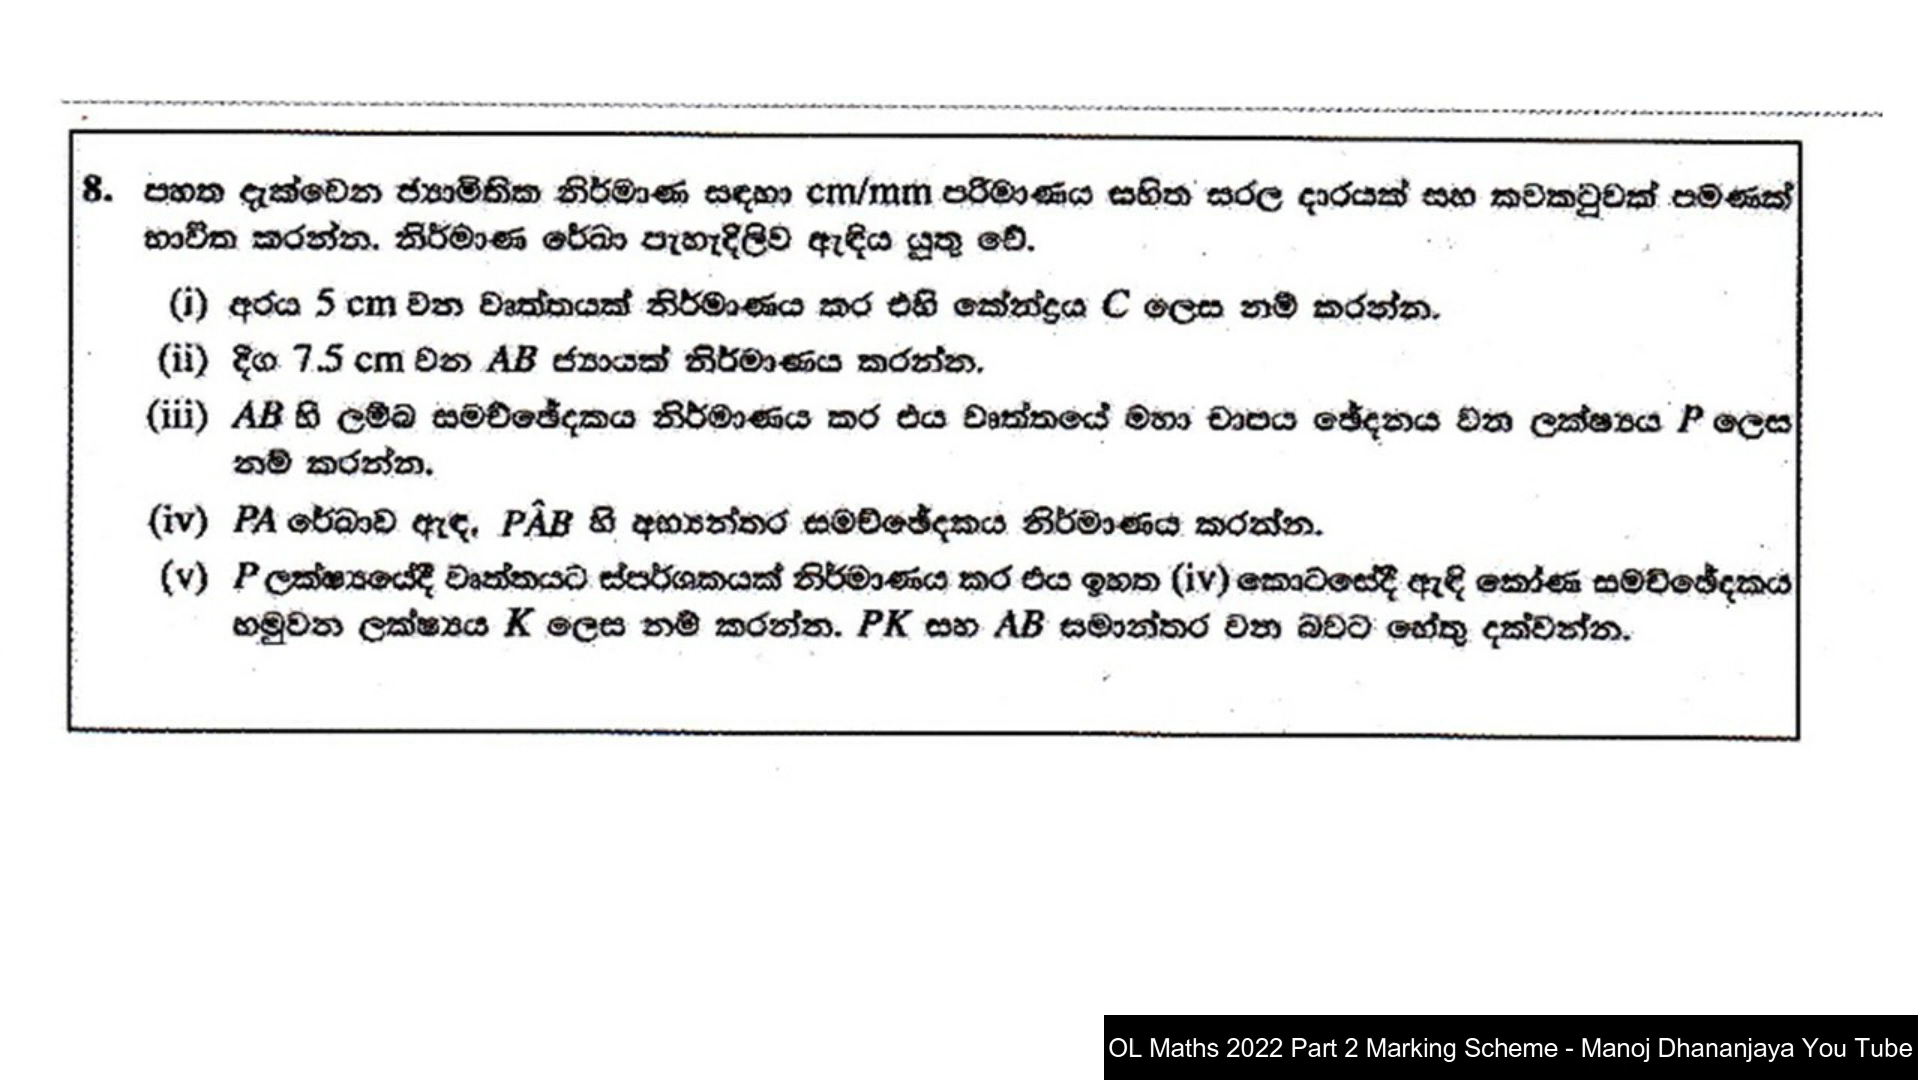 8. පහත දැක්වෙන ජ්‍යාමිතික නිර්මාණ සඳහා cm/mm පරිමාණය සහිත සරල දාරයක් සහ කවකටුවක් පමණක්
භාවිත කරන්න. නිර්මාණ රේඛා පැහැදිලිව ඇඳිය යුතු වේ.
(i) අරය 5 cm වන වෘත්තයක් නිර්මාණය කර එහි කේන්ද්‍රය C ලෙස නම් කරන්න.
(ii) දිග 7.5 cm වන AB ජ්‍යායක් නිර්මාණය කරන්න.
(iii) AB හි ලම්බ සමච්ඡේදකය නිර්මාණය කර එය වෘත්තයේ මහා චාපය ඡේදනය වන ලක්ෂ්‍යය P ලෙස
නම් කරන්න.
(iv) PA රේඛාව ඇඳ, PÂB හි අභ්‍යන්තර සමච්ඡේදකය නිර්මාණය කරන්න.
(v) P ලක්ෂ්‍යයේදී වෘත්තයට ස්පර්ශකයක් නිර්මාණය කර එය ඉහත (iv) කොටසේදී ඇඳි කෝණ සමච්ඡේදකය
හමුවන ලක්ෂ්‍යය K ලෙස නම් කරන්න. PK සහ AB සමාන්තර වන බවට හේතු දක්වන්න.
OL Maths 2022 Part 2 Marking Scheme - Manoj Dhananjaya You Tube